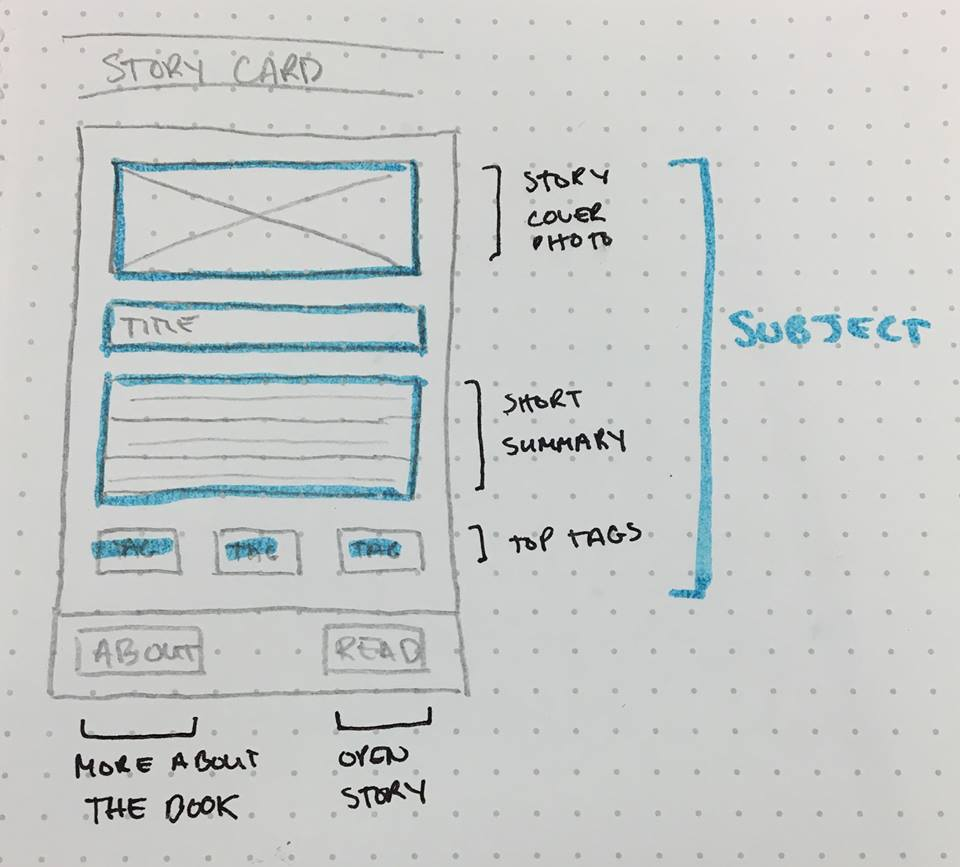 STORY CARD
STORY
COVER
PHOTO
TITLE
SUBJECT
SHORT
SUMMARY
TAG TAG TAG
TOP TAGS
ABOUT READ
MORE ABOUT
THE BOOK
OPEN
STORY